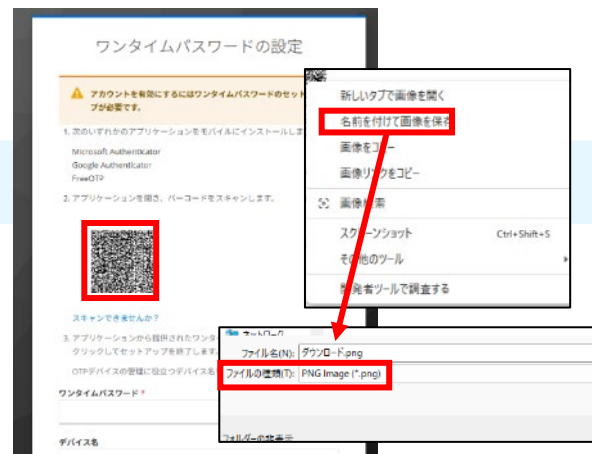 ワンタイムパスワードの設定
アカウントを有効にするにはワンタイムパスワードのセット
プが必要です。
1. 次のいずれかのアプリケーションをモバイルにインストールしま
Microsoft Authenticator
Google Authenticator
FreeOTP
2. アプリケーションを開き、バーコードをスキャンします。
スキャンできませんか?
3. アプリケーションから提供されたワンタ
クリックしてセットアップを終了します。
OTPデバイスの管理に役立つデバイス名
ワンタイムパスワード *
デバイス名
新しいタブで画像を開く
名前を付けて画像を保存
画像をコピー
画像リンクをコピー
画像検索
スクリーンショット Ctrl+Shift+S
その他のツール
開発者ツールで調査する
ネットワーク
ファイル名(N): ダウンロード.png
ファイルの種類(T): PNG Image (*.png)
フォルダーの非表示